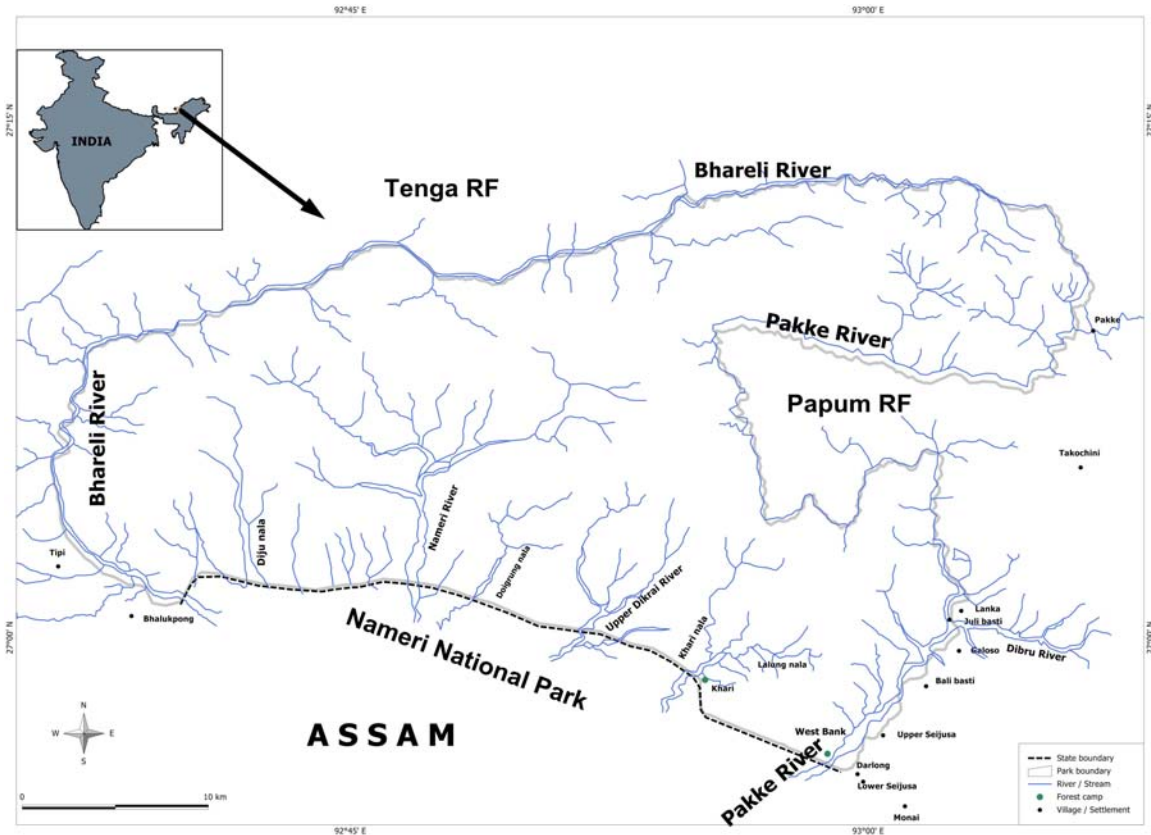 92°45' E
93°00' E
27°15' N
27°15' N
INDIA
Tenga RF
Bhareli River
Pakke River
Pakke
Bhareli River
Papum RF
Takochini
Nameri River
Diju nala
Doigrung nala
Tipi
Bhalukpong
Upper Dikrai River
Khari nala
Lanka
Juli basti
27°00' N
27°00' N
Nameri National Park
Galoso
Dibru River
Lalung nala
Khari
Bali basti
N
W
E
S
ASSAM
West Bank
Upper Seijusa
Pakke River
Darlong
Lower Seijusa
Monai
0
10 km
State boundary
Park boundary
River / Stream
Forest camp
Village / Settlement
92°45' E
93°00' E